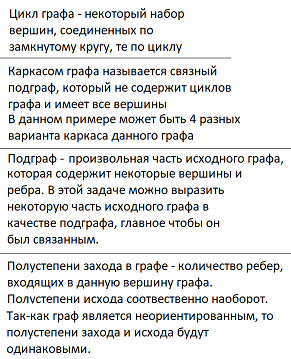 Цикл графа - некоторый набор
вершин, соединенных по
замкнутому кругу, те по циклу
Каркасом графа называется связный
подграф, который не содержит циклов
графа и имеет все вершины
В данном примере может быть 4 разных
варианта каркаса данного графа
Подграф - произвольная часть исходного графа,
которая содержит некоторые вершины и
ребра. В этой задаче можно выразить
некоторую часть исходного графа в
качестве подграфа, главное чтобы он
был связанным.
Полустепени захода в графе - количество ребер,
входящих в данную вершину графа.
Полустепени исхода соотвественно наоборот.
Так-как граф является неориентированным, то
полустепени захода и исхода будут
одинаковыми.